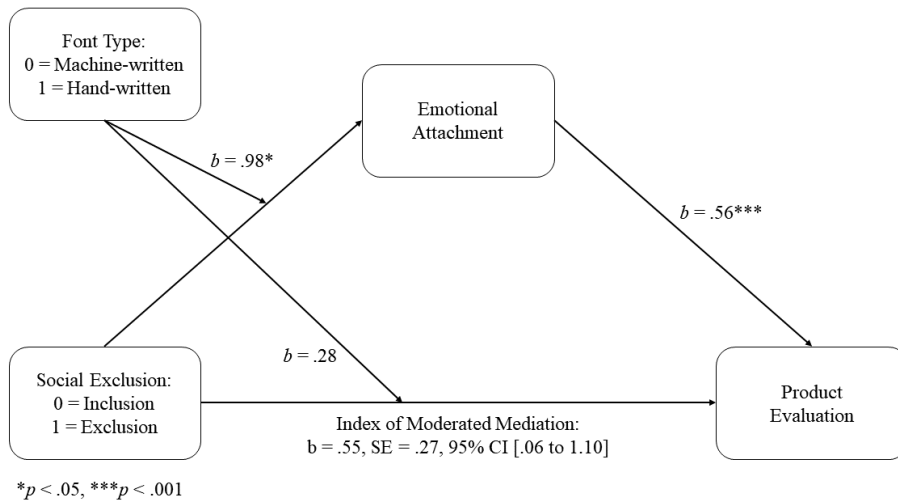 Font Type:
0 = Machine-written
1 = Hand-written
Emotional
Attachment
b = .98*
b = .56***
b = .28
Social Exclusion:
0 = Inclusion
1 = Exclusion
Product
Evaluation
Index of Moderated Mediation:
b = .55, SE = .27, 95% CI [.06 to 1.10]
*p < .05, ***p < .001